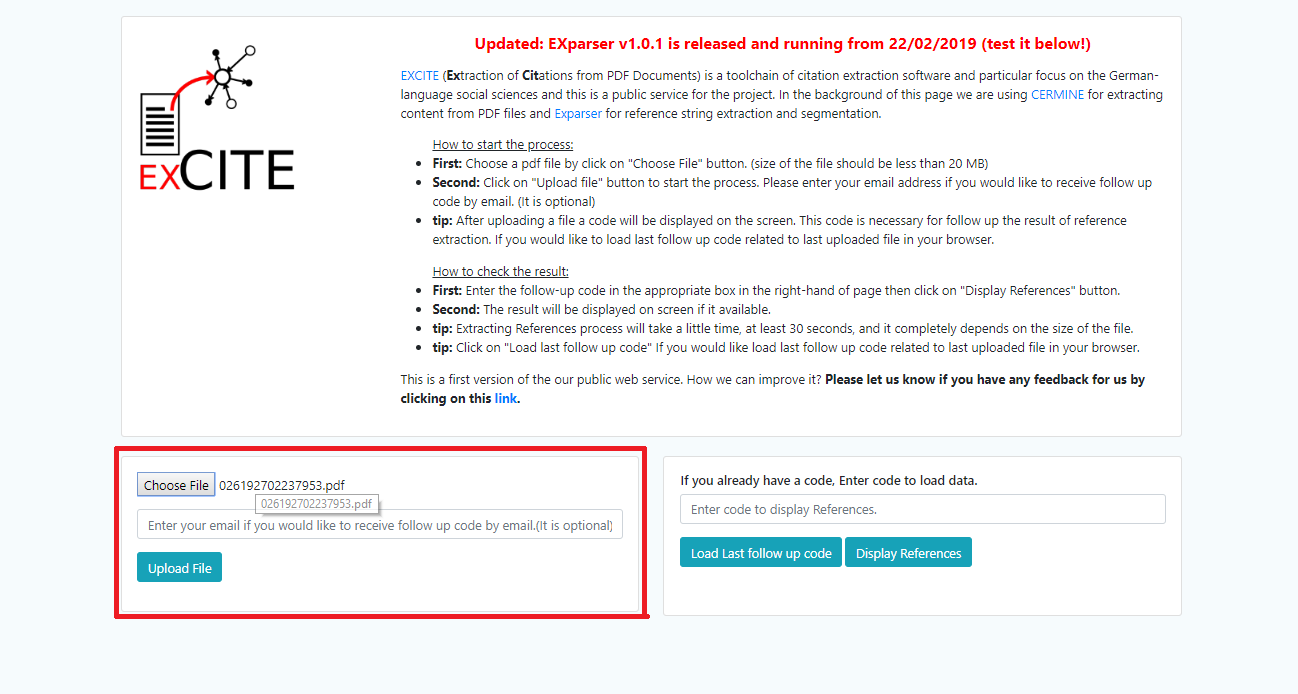 Updated: EXparser v1.0.1 is released and running from 22/02/2019 (test it below!)
EXCITE (Extraction of Citations from PDF Documents) is a toolchain of citation extraction software and particular focus on the German-
language social sciences and this is a public service for the project. In the background of this page we are using CERMINE for extracting
content from PDF files and Exparser for reference string extraction and segmentation.
EXCITE
How to start the process:
First: Choose a pdf file by click on "Choose File" button. (size of the file should be less than 20 MB)
Second: Click on "Upload file" button to start the process. Please enter your email address if you would like to receive follow up
code by email. (It is optional)
tip: After uploading a file a code will be displayed on the screen. This code is necessary for follow up the result of reference
extraction. If you would like to load last follow up code related to last uploaded file in your browser.
How to check the result:
First: Enter the follow-up code in the appropriate box in the right-hand of page then click on "Display References" button.
Second: The result will be displayed on screen if it available.
tip: Extracting References process will take a little time, at least 30 seconds, and it completely depends on the size of the file.
tip: Click on "Load last follow up code" If you would like load last follow up code related to last uploaded file in your browser.
This is a first version of the our public web service. How we can improve it? Please let us know if you have any feedback for us by
clicking on this link.
Choose File 026192702237953.pdf
026192702237953.pdf
Enter your email if you would like to receive follow up code by email.(It is optional)
Upload File
If you already have a code, Enter code to load data.
Enter code to display References.
Load Last follow up code
Display References